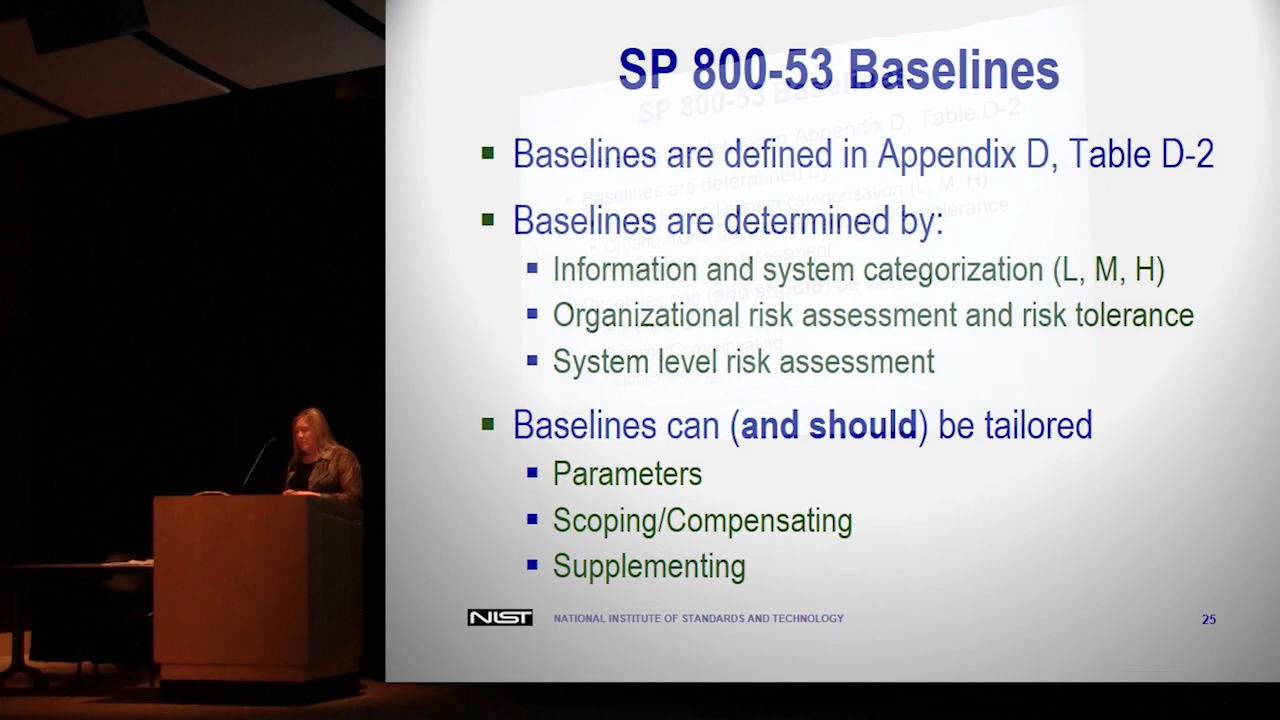 SP 800-53 Baselines
Baselines are defined in Appendix D, Table D-2
Baselines are determined by:
Information and system categorization (L, M, H)
Organizational risk assessment and risk tolerance
System level risk assessment
Baselines can (and should) be tailored
Parameters
Scoping/Compensating
Supplementing
NIST NATIONAL INSTITUTE OF STANDARDS AND TECHNOLOGY 25